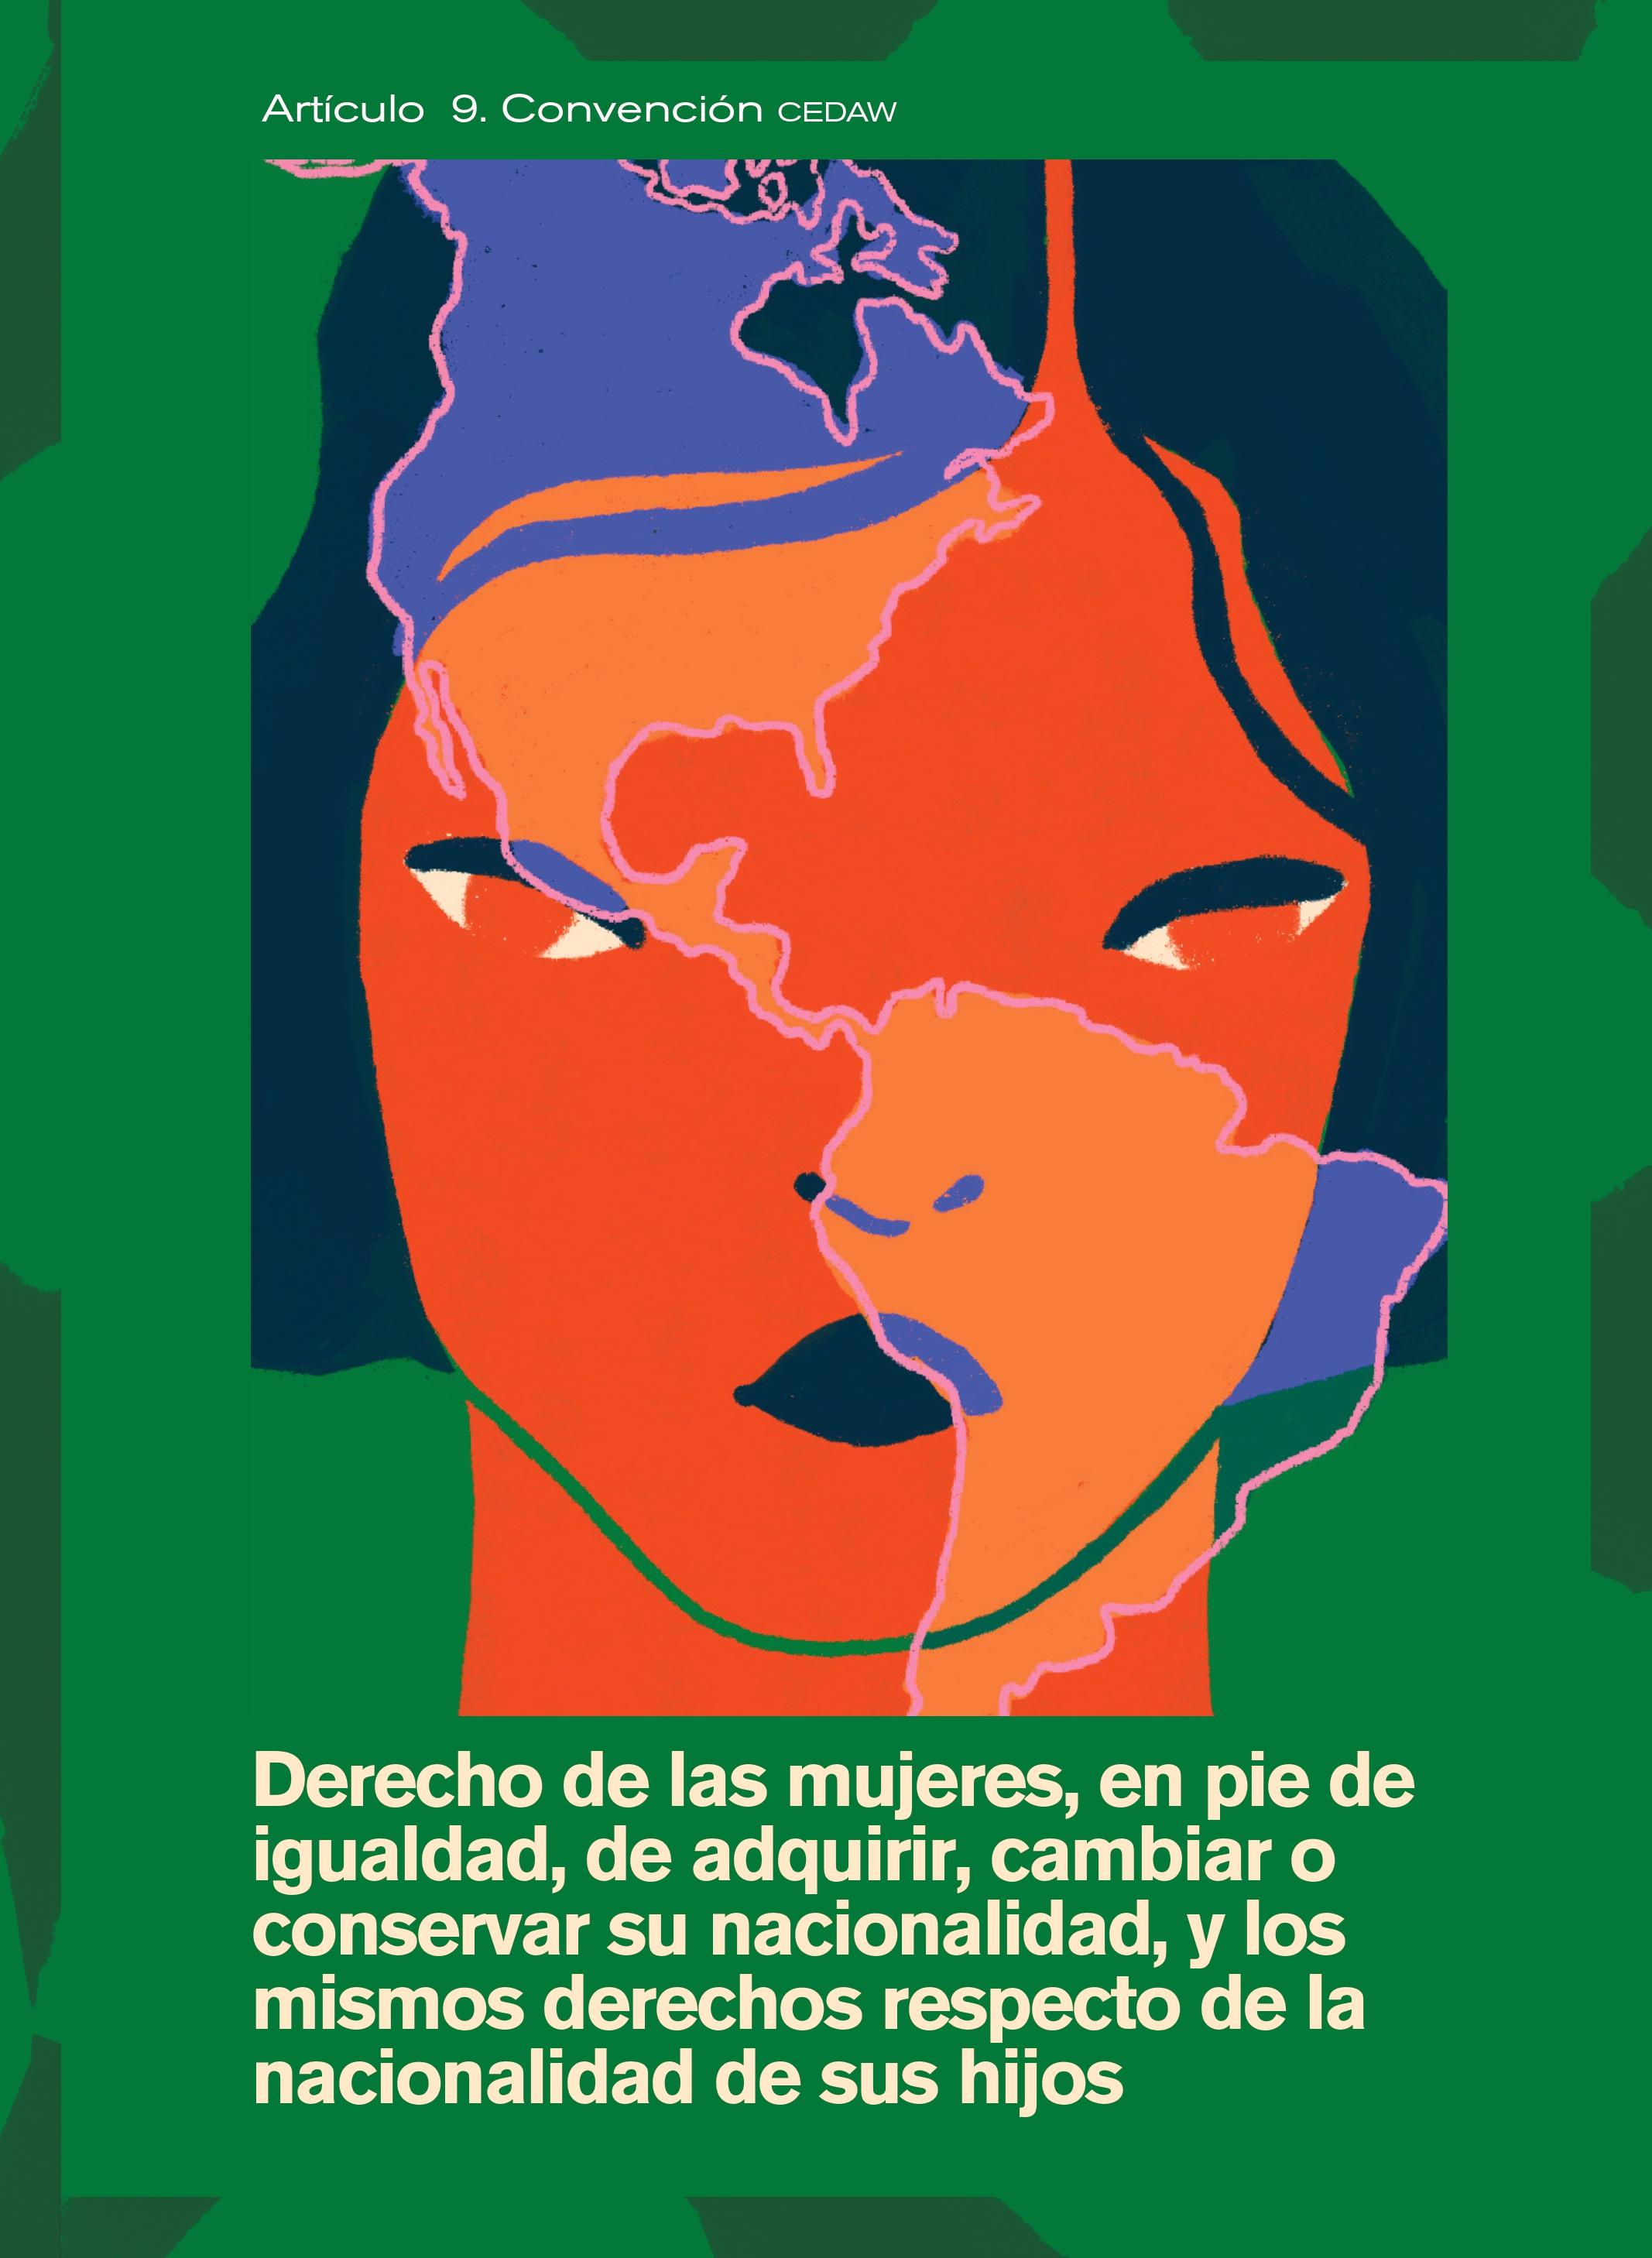 Artículo 9. Convención CEDAW
Derecho de las mujeres, en pie de
igualdad, de adquirir, cambiar o
conservar su nacionalidad, y los
mismos derechos respecto de la
nacionalidad de sus hijos